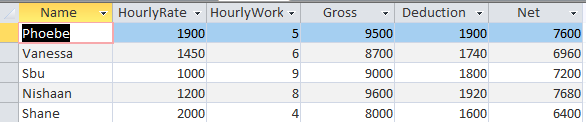 Name HourlyRate HourlyWork Gross Deduction Net
Phoebe 1900 5 9500 1900 7600
Vanessa 1450 6 8700 1740 6960
Sbu 1000 9 9000 1800 7200
Nishaan 1200 8 9600 1920 7680
Shane 2000 4 8000 1600 6400